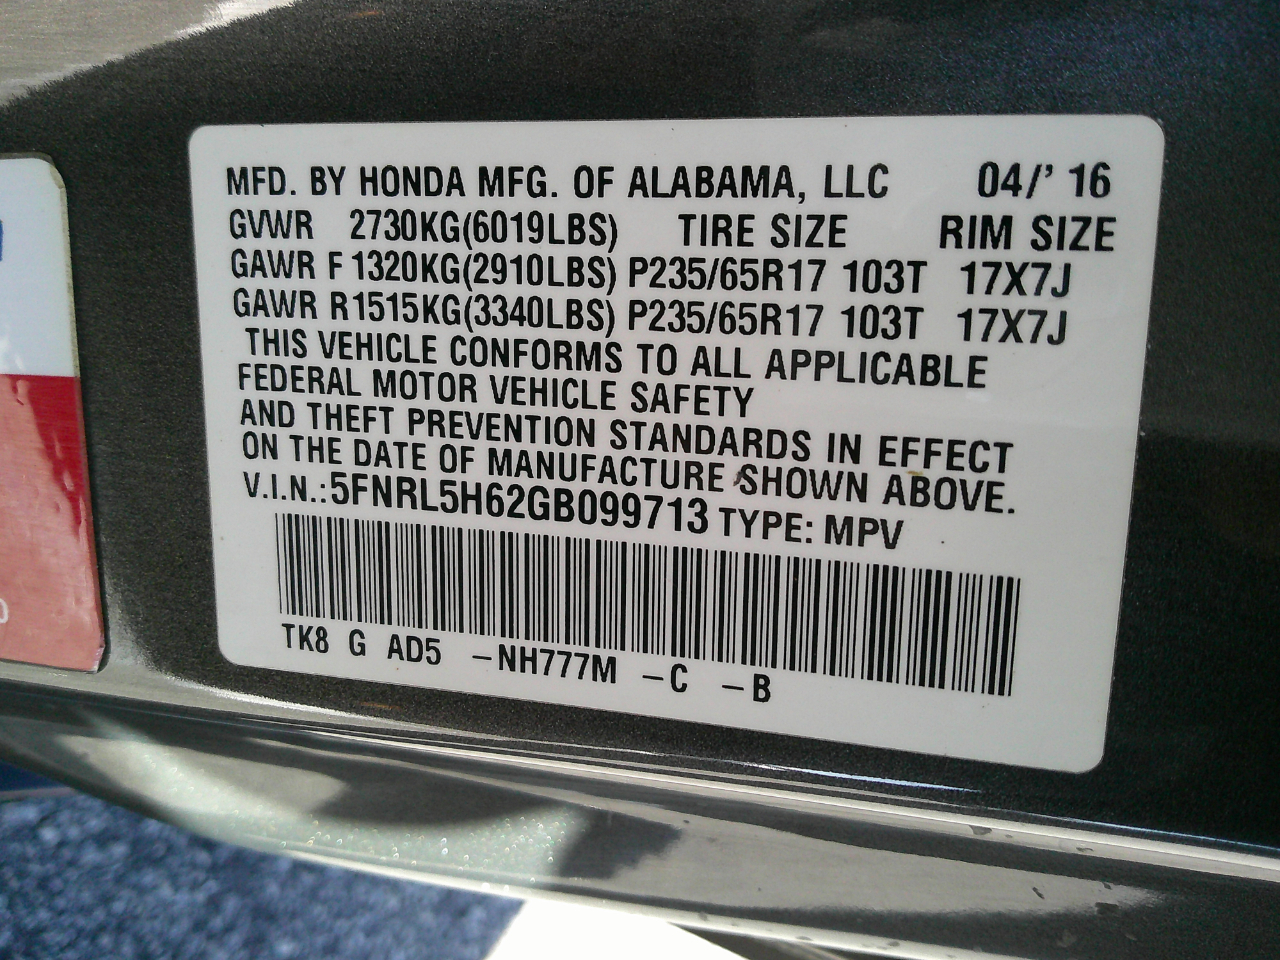 MFD. BY HONDA MFG. OF ALABAMA, LLC 04/' 16
GVWR 2730KG(6019LBS) TIRE SIZE RIM SIZE
GAWR F 1320KG(2910LBS) P235/65R17 103T 17X7J
GAWR R1515KG(3340LBS) P235/65R17 103T 17X7J
THIS VEHICLE CONFORMS TO ALL APPLICABLE
FEDERAL MOTOR VEHICLE SAFETY
AND THEFT PREVENTION STANDARDS IN EFFECT
ON THE DATE OF MANUFACTURE SHOWN ABOVE.
V.I.N.:5FNRL5H62GB099713 TYPE: MPV
TK8 G AD5 -NH777M -C -B